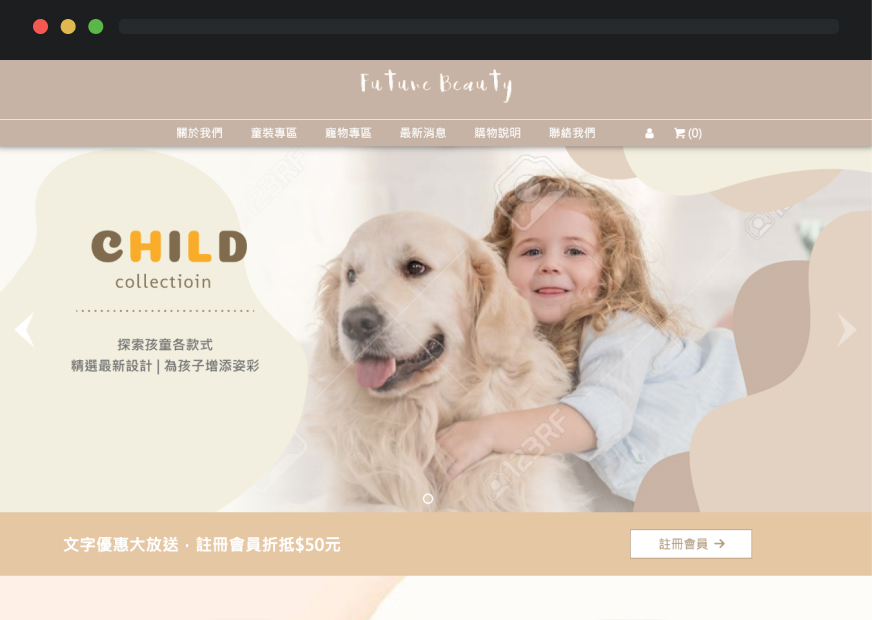 Future Beauty
關於我們 童裝專區 寵物專區 最新消息 購物說明 聯絡我們 (0)
CHILD
collectioin
探索孩童各款式
精選最新設計 | 為孩子增添姿彩
123RF
123RF
文字優惠大放送．註冊會員折抵$50元
註冊會員 →